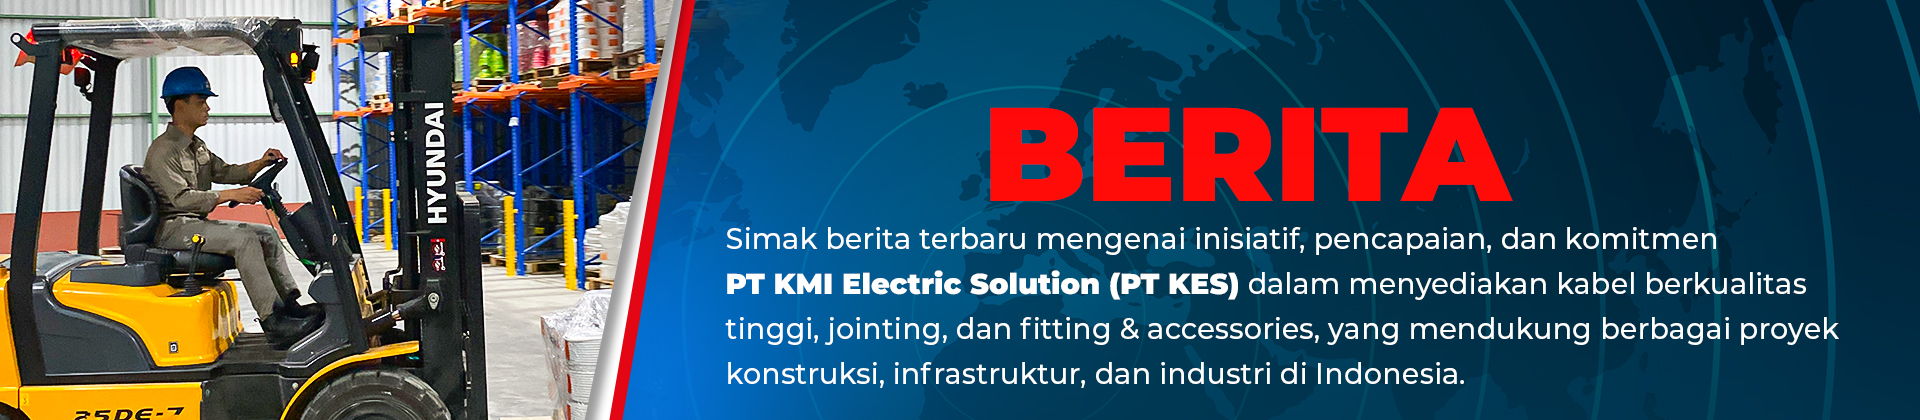 HYUNDAI
25DE-7
BERITA
Simak berita terbaru mengenai inisiatif, pencapaian, dan komitmen
PT KMI Electric Solution (PT KES) dalam menyediakan kabel berkualitas
tinggi, jointing, dan fitting & accessories, yang mendukung berbagai proyek
konstruksi, infrastruktur, dan industri di Indonesia.